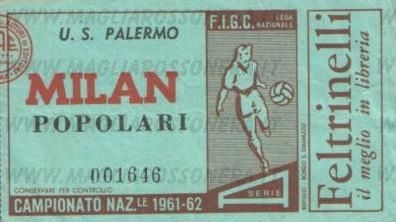 U. S. PALERMO
MILAN
POPOLARI
001646
CONSERVARE PER CONTROLLO
CAMPIONATO NAZ.LE 1961-62
F.I.G.C.
LEGA
NAZIONALE
SERIE
A
Feltrinelli
il meglio in libreria
WWW.MAGLIAROSSONERA.IT